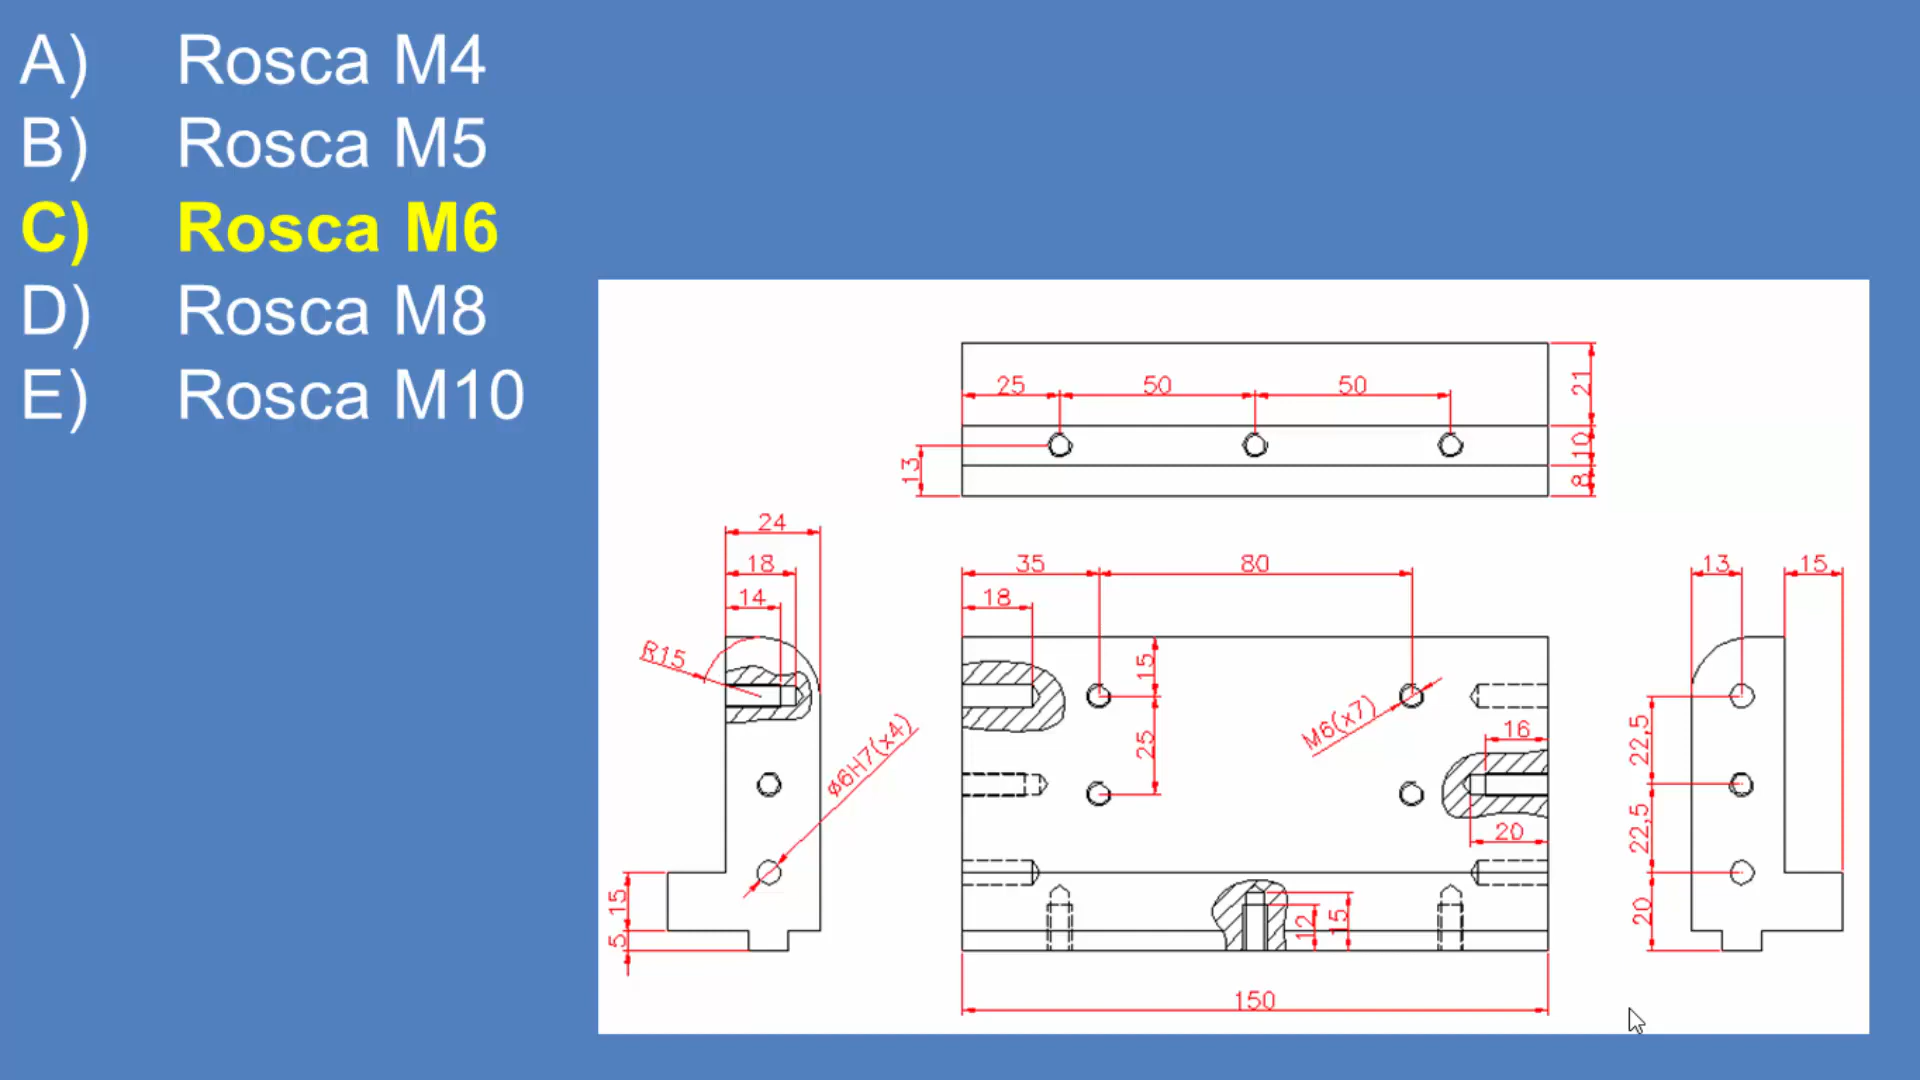 A) Rosca M4
B) Rosca M5
C) Rosca M6
D) Rosca M8
E) Rosca M10
25 50 50
21
10
8
13
24
18
14
R15
⌀6H7(x4)
15
5
35 80
18
15
25
M6(x7)
16
20
12
15
150
13 15
22,5
22,5
20